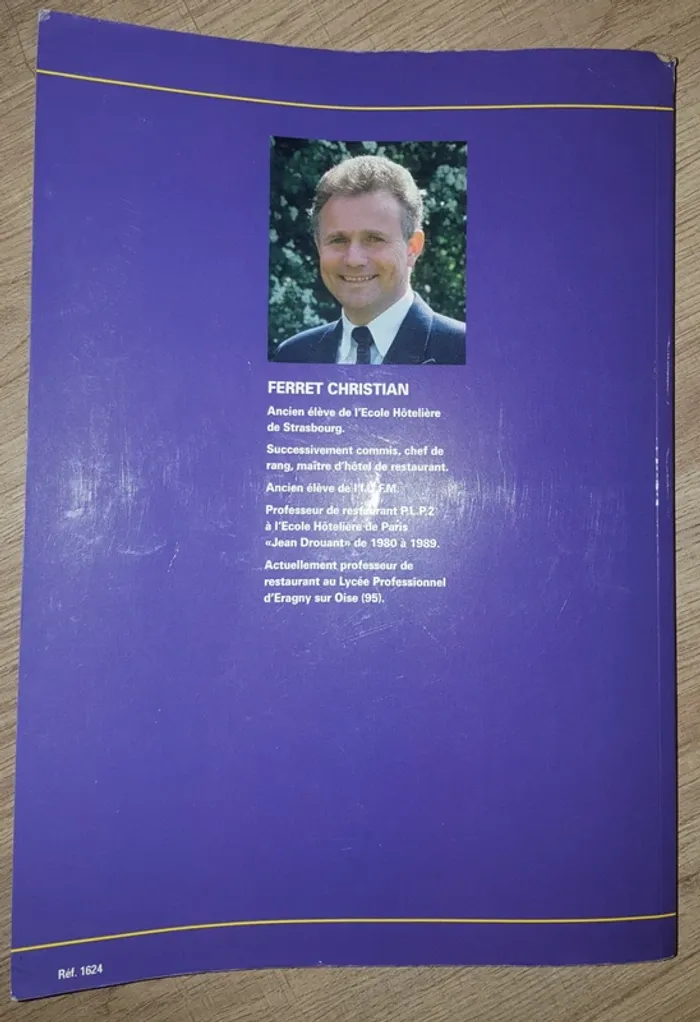 FERRET CHRISTIAN
Ancien élève de l'Ecole Hôtelière
de Strasbourg.
Successivement commis, chef de
rang, maître d'hôtel de restaurant.
Ancien élève de
Professeur de restaurant P.L.P.2
à l'Ecole Hôtelière de Paris
«Jean Drouant» de 1980 à 1989.
Actuellement professeur de
restaurant au Lycée Professionnel
d'Eragny sur Oise (95).
Réf. 1624